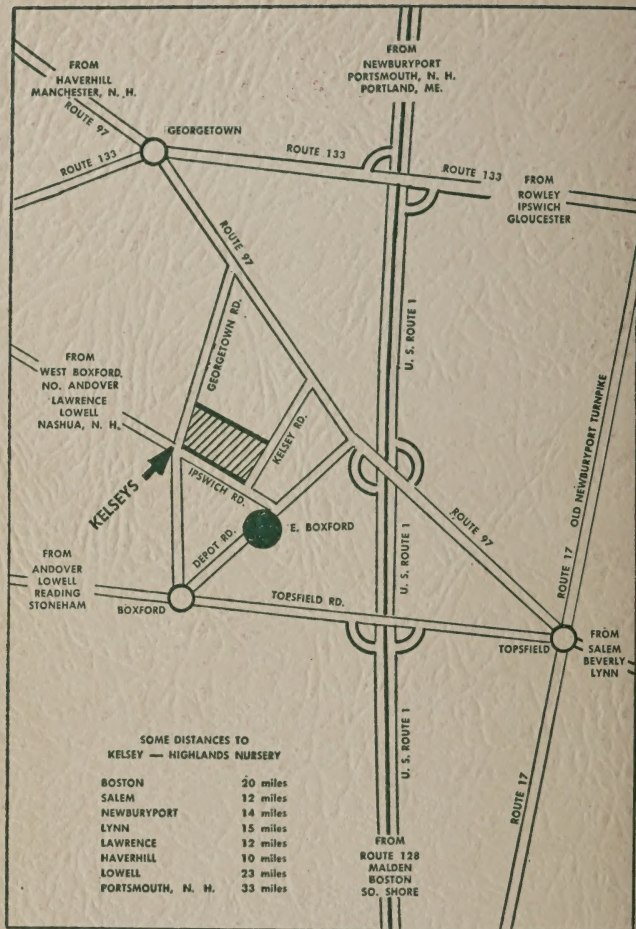 FROM
HAVERHILL
MANCHESTER, N. H.
ROUTE 97
FROM
NEWBURYPORT
PORTSMOUTH, N. H.
PORTLAND, ME.
GEORGETOWN
ROUTE 133
ROUTE 133
ROUTE 133
FROM
ROWLEY
IPSWICH
GLOUCESTER
ROUTE 97
GEORGETOWN RD.
U. S. ROUTE 1
FROM
WEST BOXFORD,
NO. ANDOVER
LAWRENCE
LOWELL
NASHUA, N. H.
KELSEY RD.
OLD NEWBURYPORT TURNPIKE
ROUTE 17
KELSEYS
IPSWICH RD.
E. BOXFORD
DEPOT RD.
U. S. ROUTE 1
ROUTE 97
FROM
ANDOVER
LOWELL
READING
STONEHAM
BOXFORD
TOPSFIELD RD.
TOPSFIELD
FROM
SALEM
BEVERLY
LYNN
U. S. ROUTE 1
ROUTE 17
SOME DISTANCES TO
KELSEY — HIGHLANDS NURSERY
BOSTON 20 miles
SALEM 12 miles
NEWBURYPORT 14 miles
LYNN 15 miles
LAWRENCE 12 miles
HAVERHILL 10 miles
LOWELL 23 miles
PORTSMOUTH, N. H. 33 miles
FROM
ROUTE 128
MALDEN
BOSTON
SO. SHORE